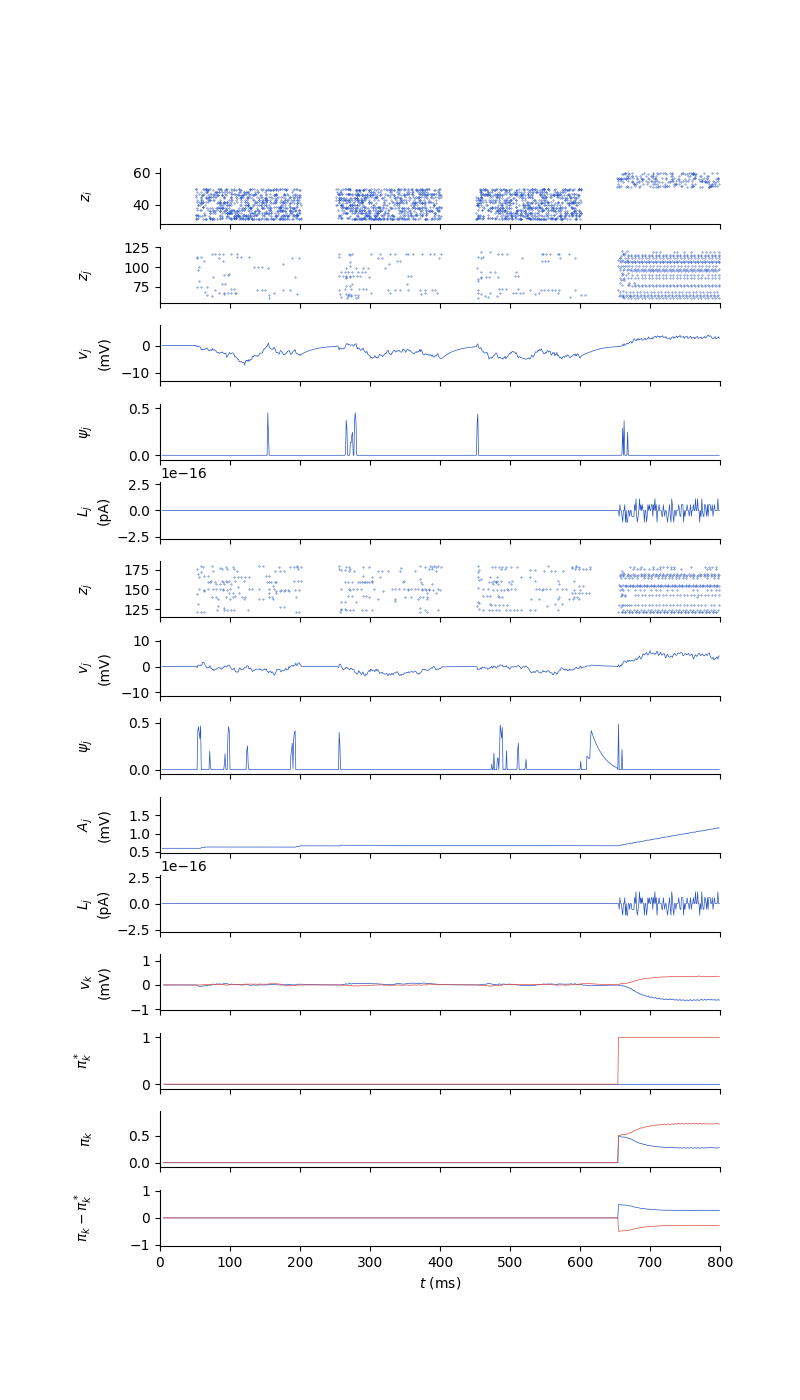 60
40
z_i
125
100
75
z_j
0
−10
v_j
(mV)
0.5
0.0
ψ_j
1e−16
2.5
0.0
−2.5
L_j
(pA)
175
150
125
z_j
10
0
−10
v_j
(mV)
0.5
0.0
ψ_j
1.5
1.0
0.5
A_j
(mV)
1e−16
2.5
0.0
−2.5
L_j
(pA)
1
0
−1
v_k
(mV)
1
0
π_k^*
0.5
0.0
π_k
1
0
−1
π_k − π_k^*
0 100 200 300 400 500 600 700 800
t (ms)